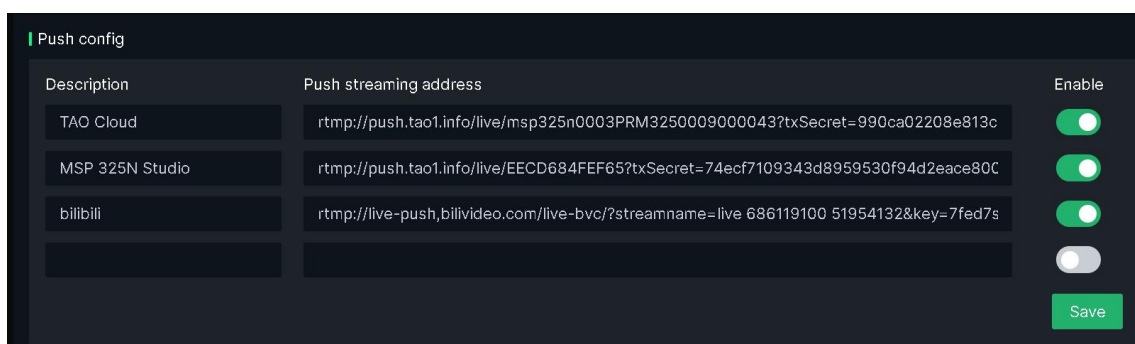 Push config
Description Push streaming address Enable
TAO Cloud rtmp://push.tao1.info/live/msp325n0003PRM3250009000043?txSecret=990ca02208e813c
MSP 325N Studio rtmp://push.tao1.info/live/EECD684FEF65?txSecret=74ecf7109343d8959530f94d2eace80C
bilibili rtmp://live-push,bilivideo.com/live-bvc/?streamname=live 686119100 51954132&key=7fed7s
Save